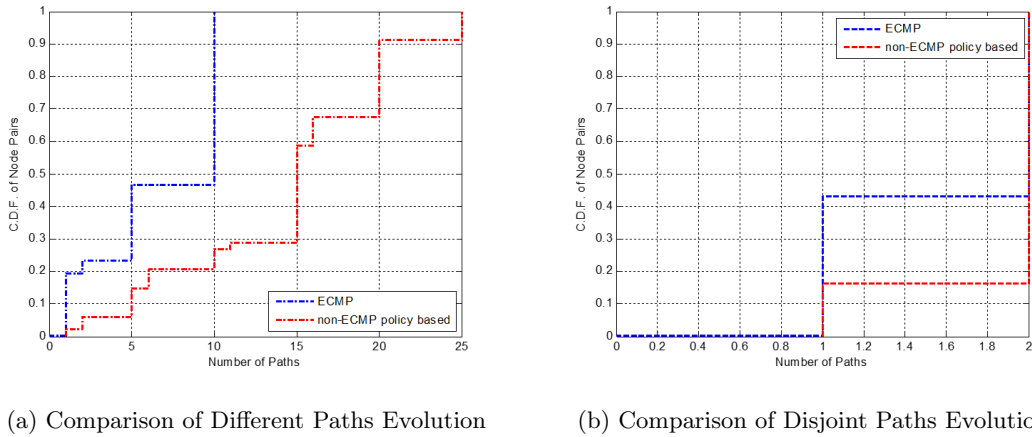 1
0.9
0.8
0.7
0.6
0.5
0.4
0.3
0.2
0.1
0
C.D.F. of Node Pairs
0 5 10 15 20 25
Number of Paths
ECMP
non-ECMP policy based
(a) Comparison of Different Paths Evolution
1
0.9
0.8
0.7
0.6
0.5
0.4
0.3
0.2
0.1
0
C.D.F. of Node Pairs
0 0.2 0.4 0.6 0.8 1 1.2 1.4 1.6 1.8 2
Number of Paths
ECMP
non-ECMP policy based
(b) Comparison of Disjoint Paths Evolutio